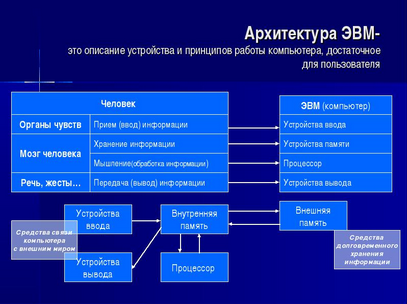 Архитектура ЭВМ-
это описание устройства и принципов работы компьютера, достаточное
для пользователя
Человек
Органы чувств
Прием (ввод) информации
Мозг человека
Хранение информации
Мышление(обработка информации)
Речь, жесты…
Передача (вывод) информации
ЭВМ (компьютер)
Устройства ввода
Устройства памяти
Процессор
Устройства вывода
Устройства
ввода
Внутренняя
память
Внешняя
память
Средства связи
компьютера
с внешним миром
Устройства
вывода
Процессор
Средства
долговременного
хранения
информации